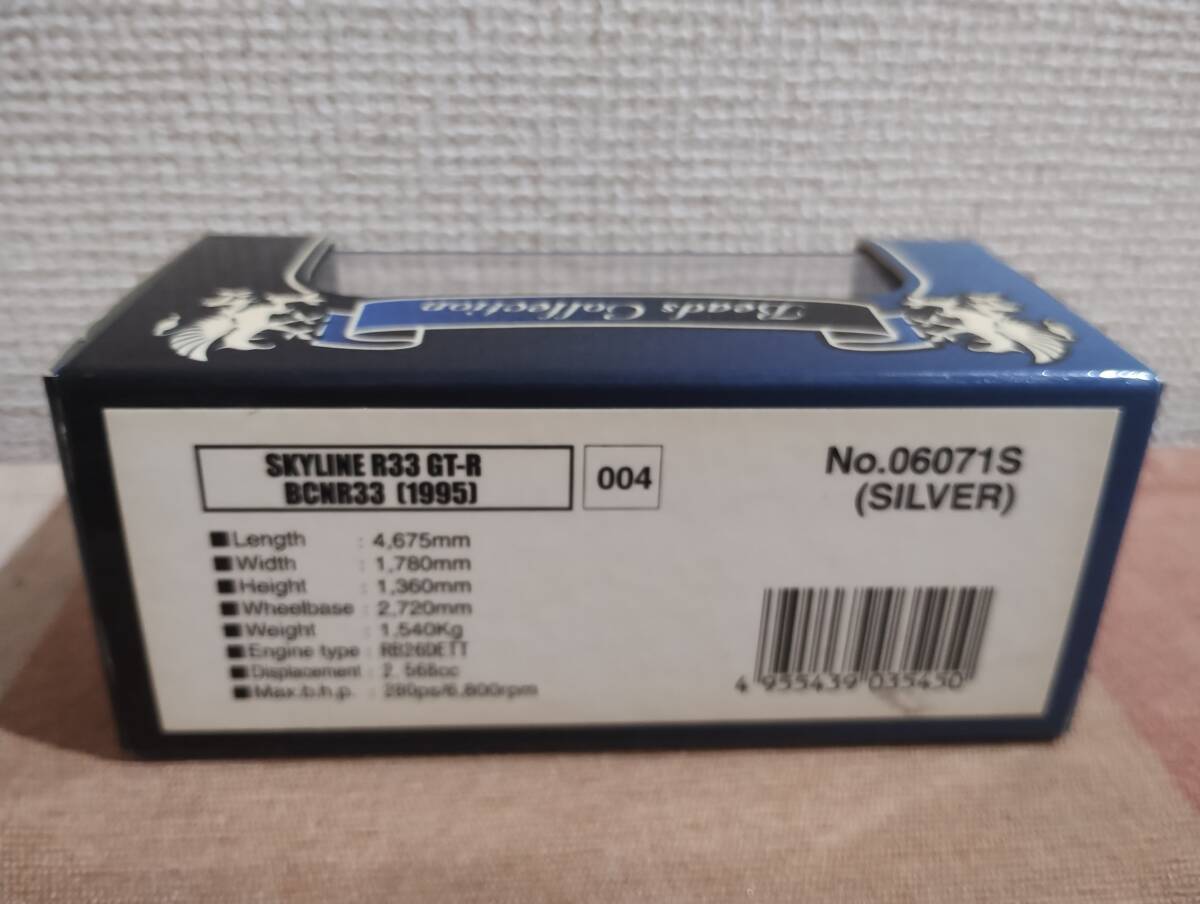 Beads Collection
SKYLINE R33 GT-R
BCNR33 (1995)
004
No.06071S
(SILVER)
■Length : 4,675mm
■Width : 1,780mm
■Height : 1,360mm
■Wheelbase : 2,720mm
■Weight : 1,540Kg
■Engine type : RB26DETT
■Displacement : 2.568cc
■Max.b.h.p. : 280ps/6,800rpm
4 955439 035430